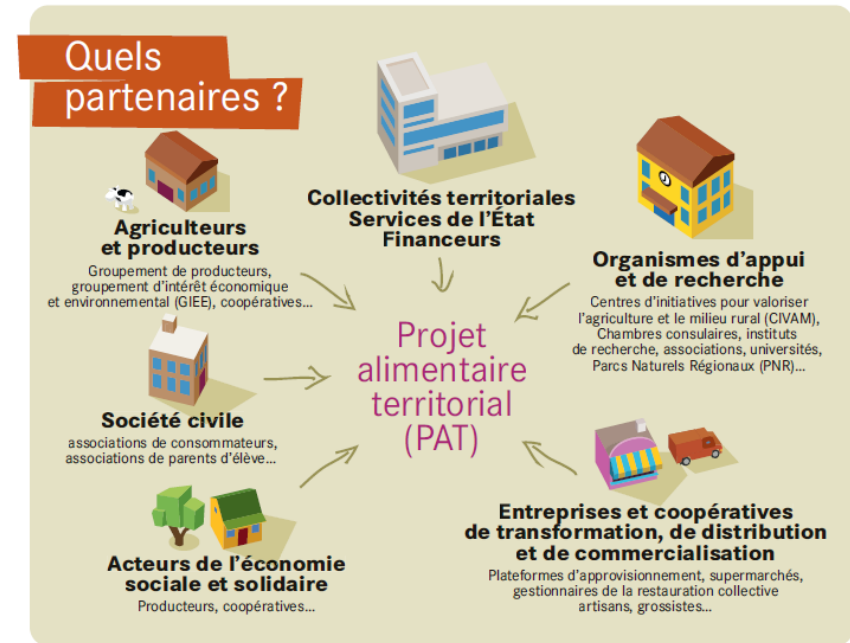 Quels
partenaires ?
Collectivités territoriales
Services de l'État
Financeurs
Agriculteurs
et producteurs
Groupement de producteurs,
groupement d'intérêt économique
et environnemental (GIEE), coopératives...
Organismes d'appui
et de recherche
Centres d'initiatives pour valoriser
l'agriculture et le milieu rural (CIVAM),
Chambres consulaires, instituts
de recherche, associations, universités,
Parcs Naturels Régionaux (PNR)...
Projet
alimentaire
territorial
(PAT)
Société civile
associations de consommateurs,
associations de parents d'élève...
Acteurs de l'économie
sociale et solidaire
Producteurs, coopératives...
Entreprises et coopératives
de transformation, de distribution
et de commercialisation
Plateformes d'approvisionnement, supermarchés,
gestionnaires de la restauration collective
artisans, grossistes...